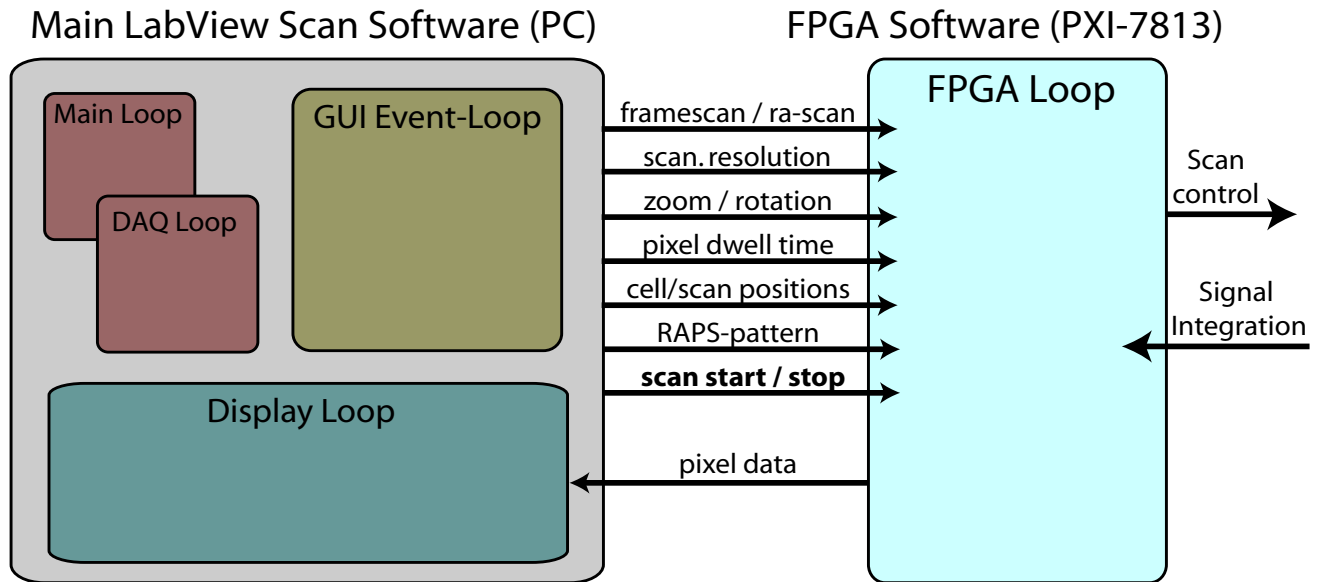 Main LabView Scan Software (PC)
FPGA Software (PXI-7813)
Main Loop
DAQ Loop
GUI Event-Loop
Display Loop
framescan / ra-scan
scan. resolution
zoom / rotation
pixel dwell time
cell/scan positions
RAPS-pattern
scan start / stop
pixel data
FPGA Loop
Scan
control
Signal
Integration